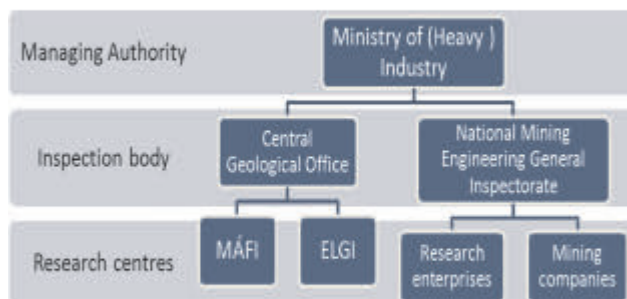 Managing Authority
Ministry of (Heavy )
Industry
Inspection body
Central
Geological Office
National Mining
Engineering General
Inspectorate
Research centres
MÁFI
ELGI
Research
enterprises
Mining
companies